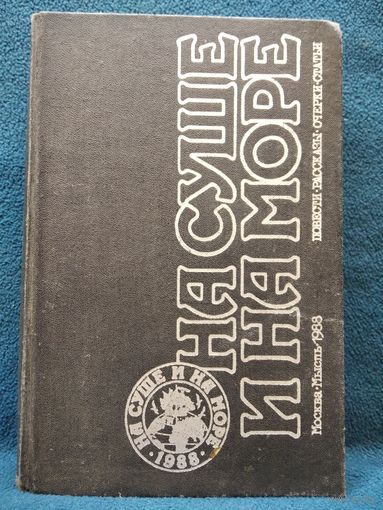 НА СУШЕ
И НА МОРЕ
Москва·Мысль/1988
ПОВЕСТИ·РАССКАЗЫ·ОЧЕРКИ·СТАТЬИ
НА СУШЕ И НА МОРЕ
·1988·